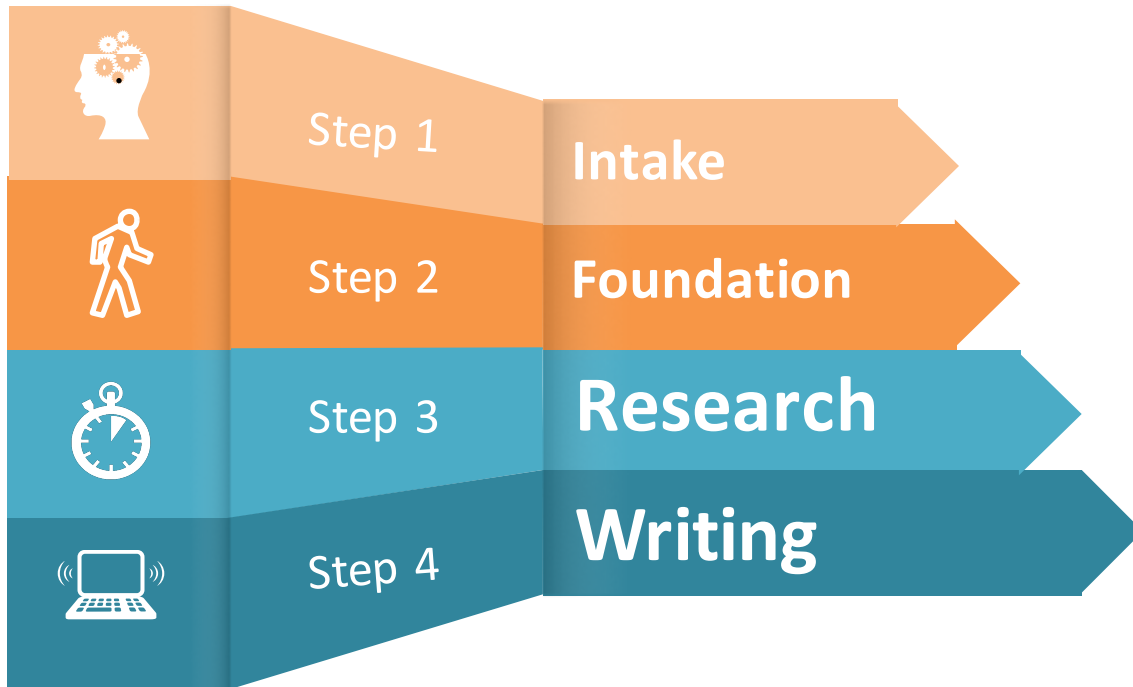 Step 1
Intake
Step 2
Foundation
Step 3
Research
Step 4
Writing